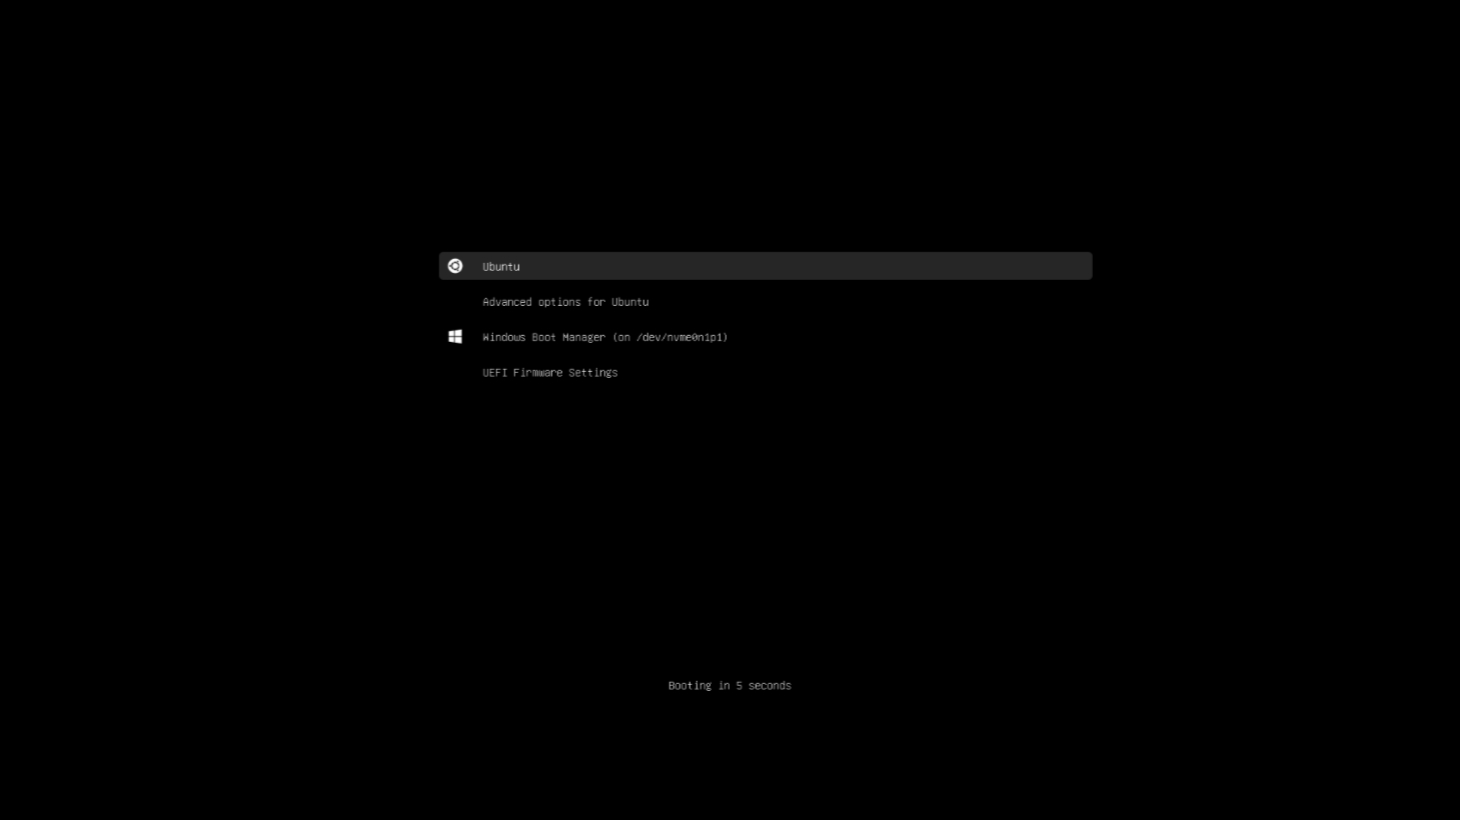 Ubuntu
Advanced options for Ubuntu
Windows Boot Manager (on /dev/nvme0n1p1)
UEFI Firmware Settings
Booting in 5 seconds